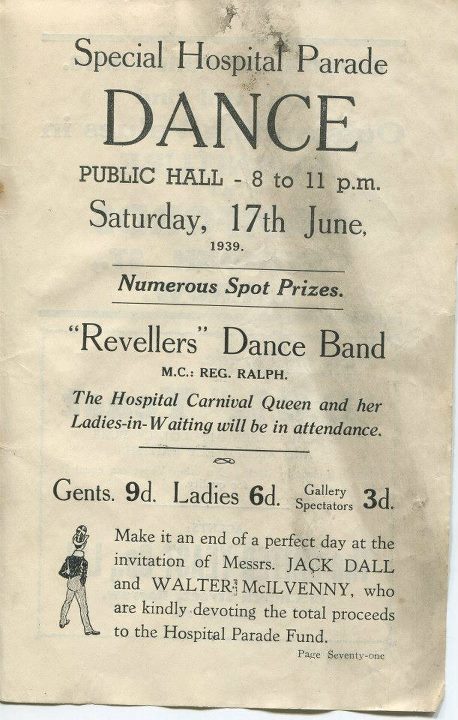 Special Hospital Parade
DANCE
PUBLIC HALL - 8 to 11 p.m.
Saturday, 17th June,
1939.
Numerous Spot Prizes.
"Revellers" Dance Band
M.C.: REG. RALPH.
The Hospital Carnival Queen and her
Ladies-in-Waiting will be in attendance.
Gents. 9d. Ladies 6d. Gallery Spectators 3d.
Make it an end of a perfect day at the
invitation of Messrs. JACK DALL
and WALTER McILVENNY, who
are kindly devoting the total proceeds
to the Hospital Parade Fund.
Page Seventy-one